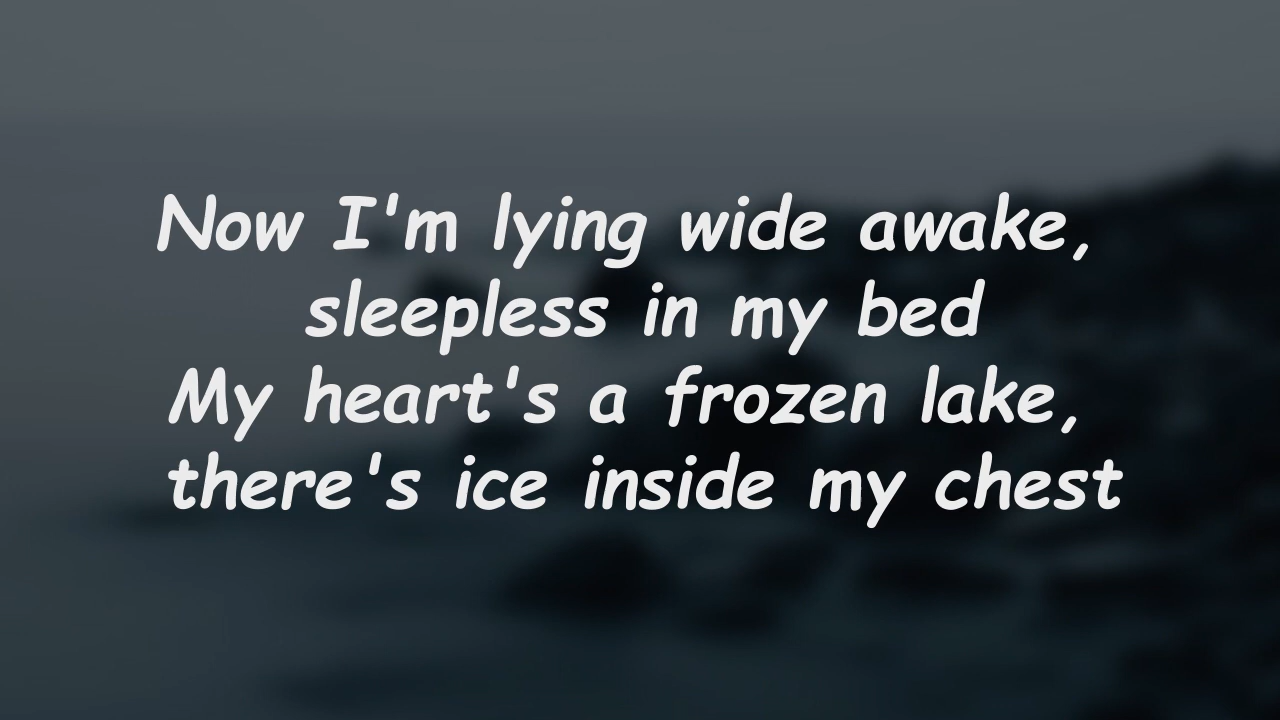 Now I'm lying wide awake,
sleepless in my bed
My heart's a frozen lake,
there's ice inside my chest